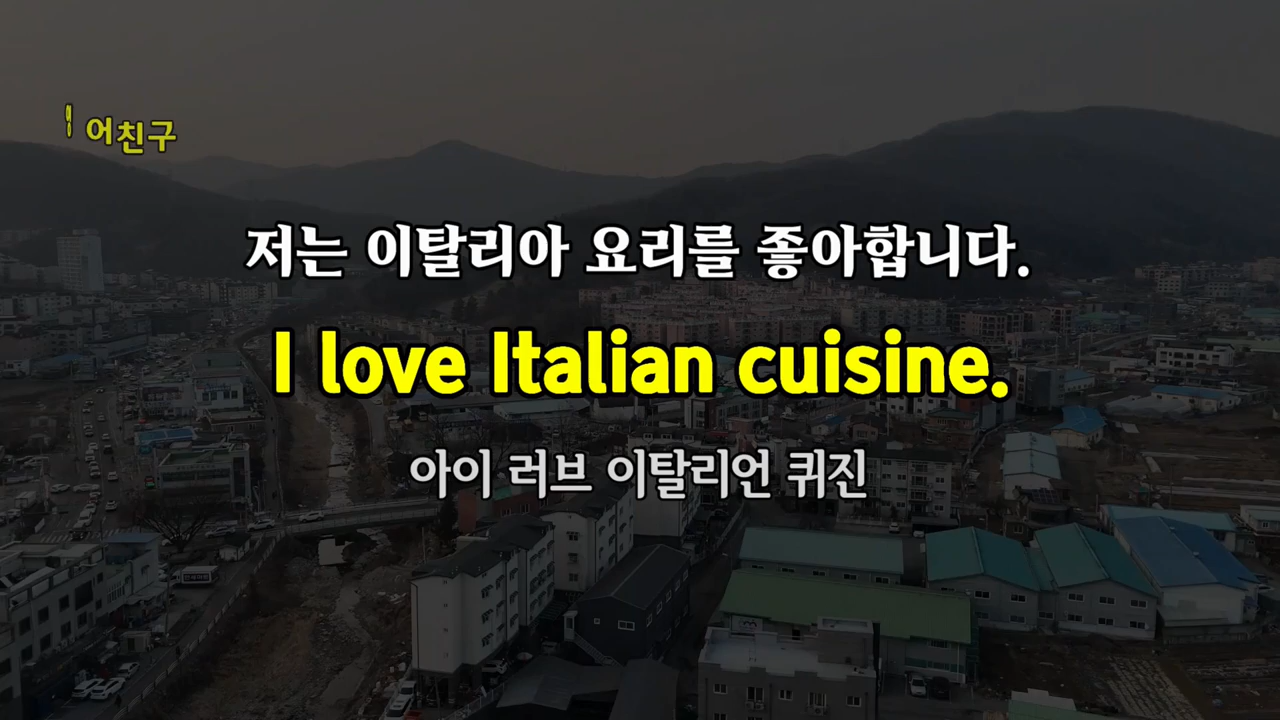 어친구
저는 이탈리아 요리를 좋아합니다.
I love Italian cuisine.
아이 러브 이탈리언 퀴진